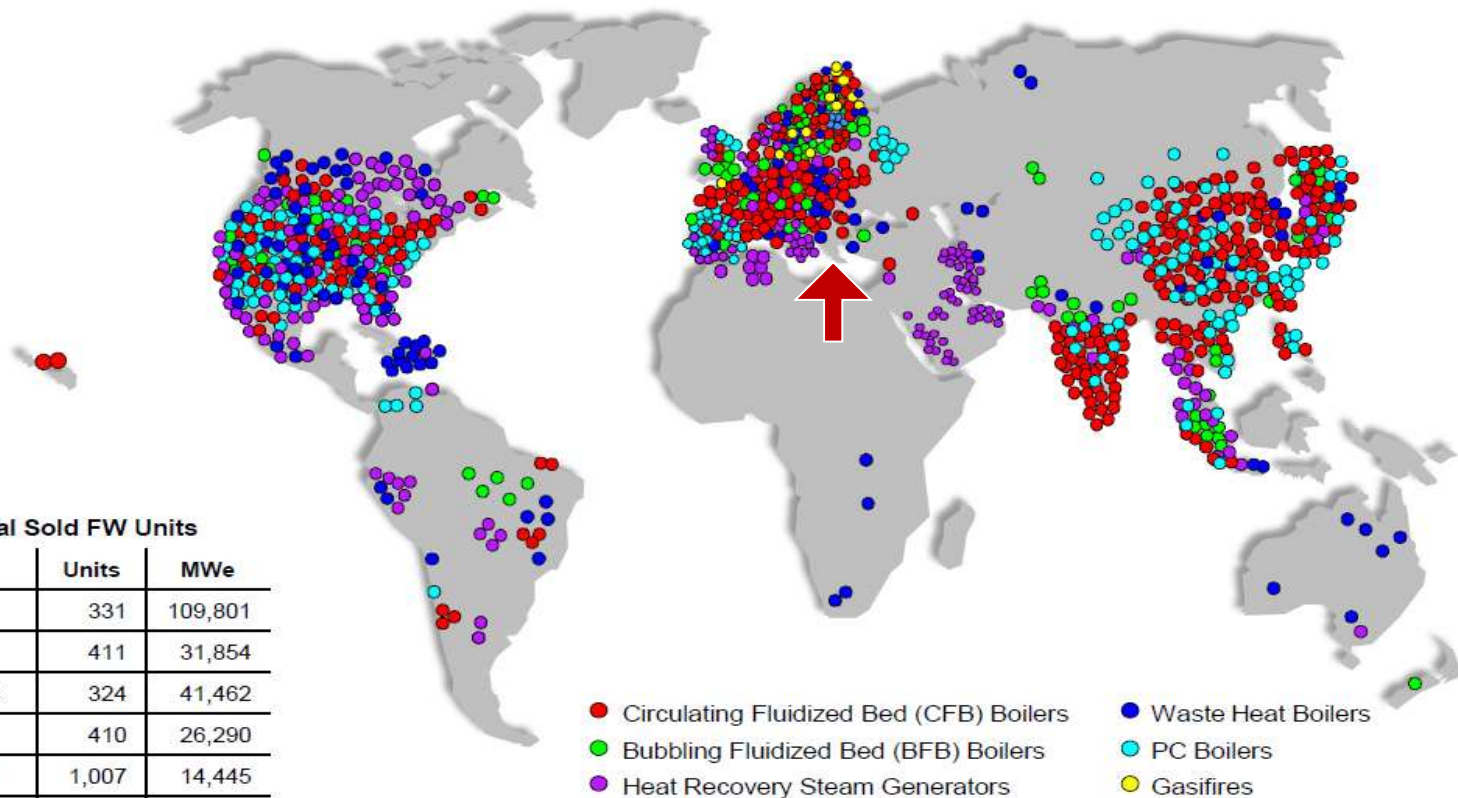 al Sold FW Units
Units MWe
331 109,801
411 31,854
324 41,462
410 26,290
1,007 14,445
Circulating Fluidized Bed (CFB) Boilers
Bubbling Fluidized Bed (BFB) Boilers
Heat Recovery Steam Generators
Waste Heat Boilers
PC Boilers
Gasifires